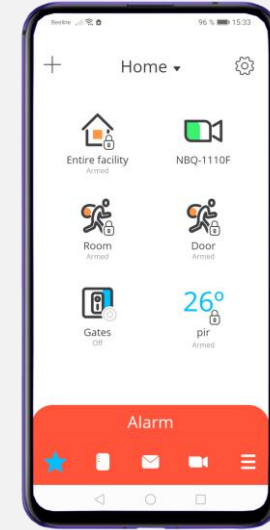 Beeline
96 % 15:33
Home
Entire facility
Armed
NBQ-1110F
Room
Armed
Door
Armed
Gates
Off
26°
pir
Armed
Alarm